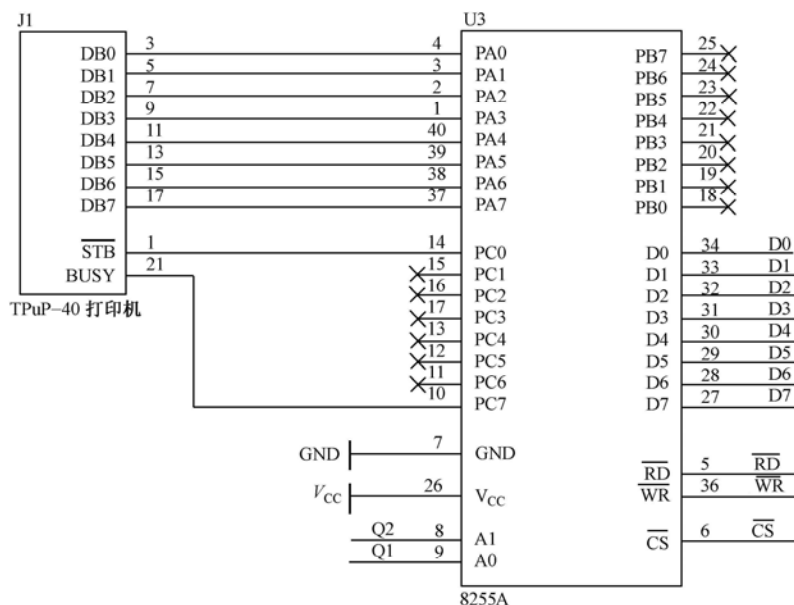 J1
U3
DB0 3 4 PA0 PB7 25
DB1 5 3 PA1 PB6 24
DB2 7 2 PA2 PB5 23
DB3 9 1 PA3 PB4 22
DB4 11 40 PA4 PB3 21
DB5 13 39 PA5 PB2 20
DB6 15 38 PA6 PB1 19
DB7 17 37 PA7 PB0 18
STB 1 14 PC0 D0 34 D0
BUSY 21 15 PC1 D1 33 D1
TPuP-40 打印机
16 PC2 D2 32 D2
17 PC3 D3 31 D3
13 PC4 D4 30 D4
12 PC5 D5 29 D5
11 PC6 D6 28 D6
10 PC7 D7 27 D7
GND 7 GND
RD 5 RD
VCC 26 VCC WR 36 WR
Q2 8 A1 CS 6 CS
Q1 9 A0
8255A